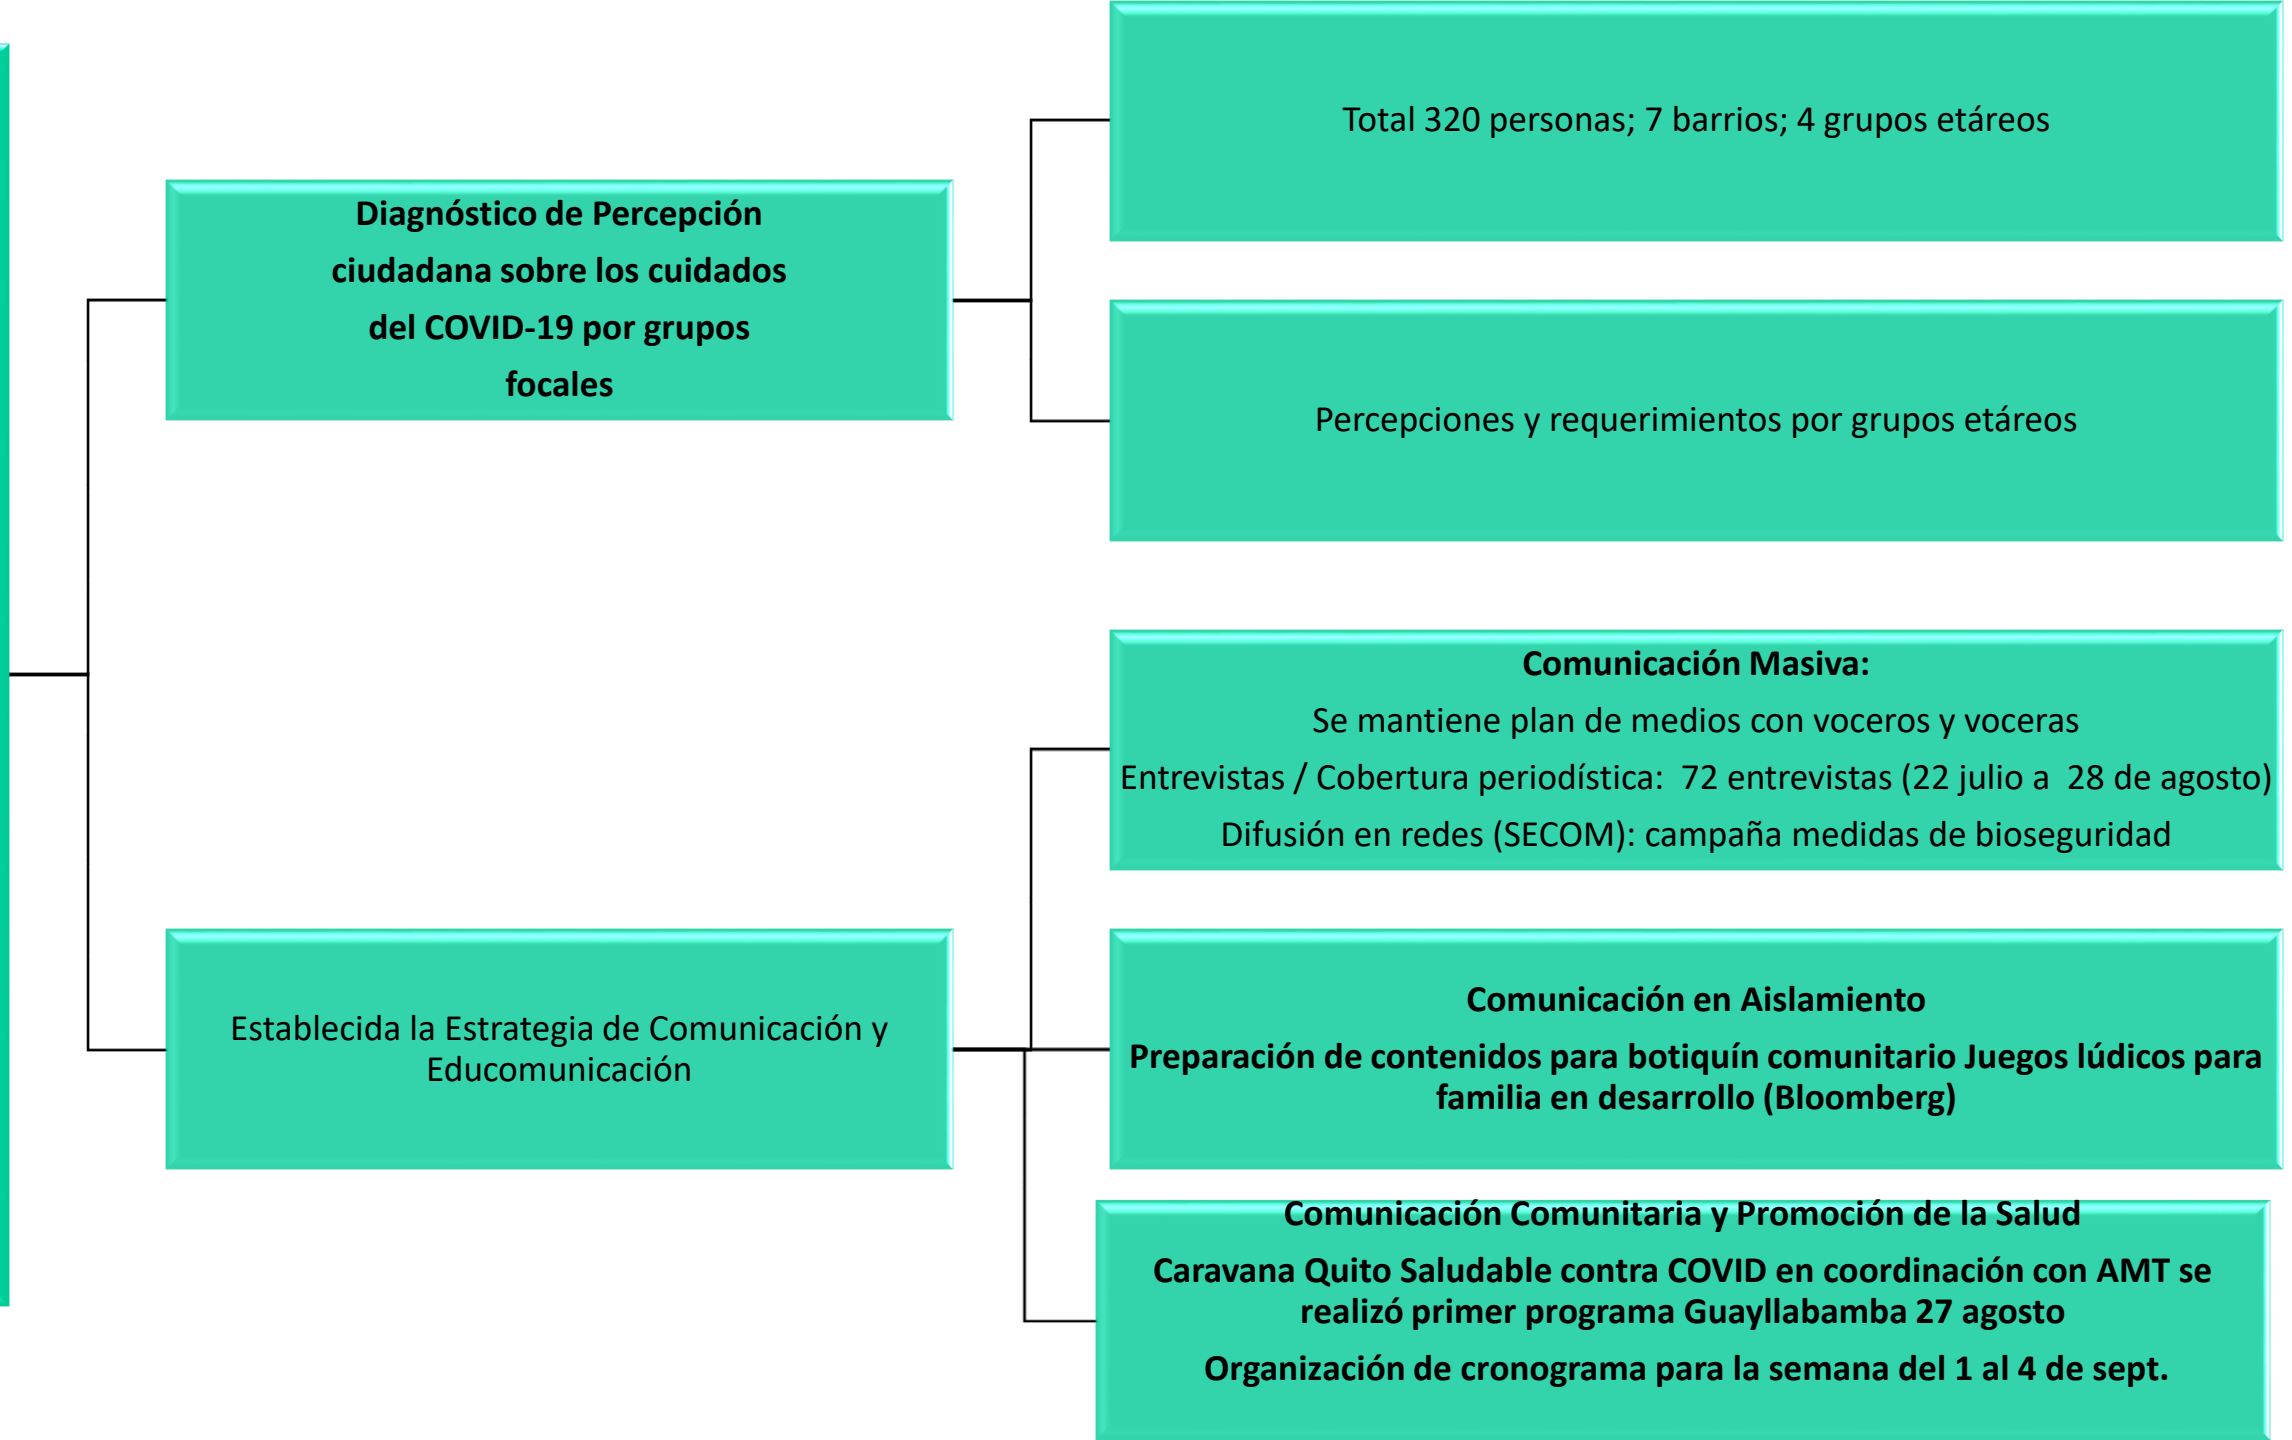 Total 320 personas; 7 barrios; 4 grupos etáreos
Diagnóstico de Percepción
ciudadana sobre los cuidados
del COVID-19 por grupos
focales
Percepciones y requerimientos por grupos etáreos
Comunicación Masiva:
Se mantiene plan de medios con voceros y voceras
Entrevistas / Cobertura periodística:  72 entrevistas (22 julio a  28 de agosto)
Difusión en redes (SECOM): campaña medidas de bioseguridad
Establecida la Estrategia de Comunicación y
Educomunicación
Comunicación en Aislamiento
Preparación de contenidos para botiquín comunitario Juegos lúdicos para
familia en desarrollo (Bloomberg)
Comunicación Comunitaria y Promoción de la Salud
Caravana Quito Saludable contra COVID en coordinación con AMT se
realizó primer programa Guayllabamba 27 agosto
Organización de cronograma para la semana del 1 al 4 de sept.